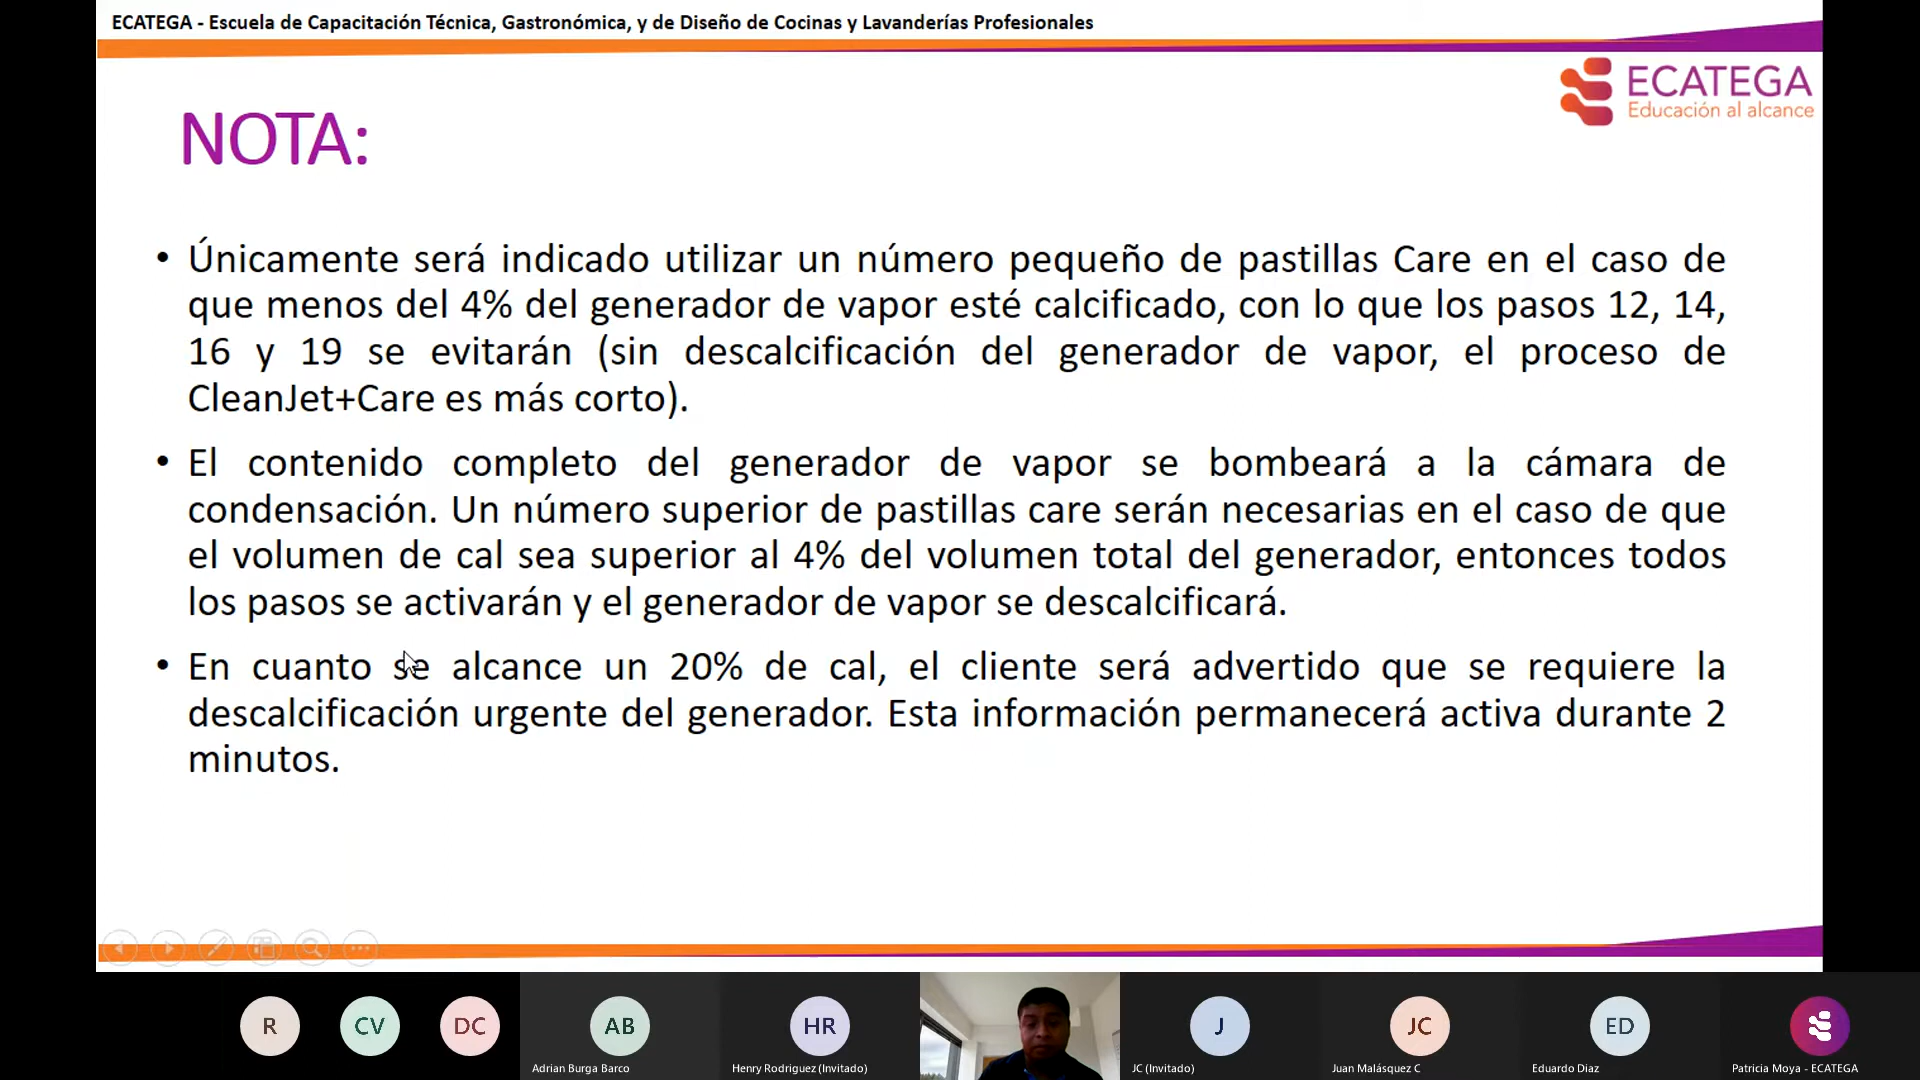 ECATEGA - Escuela de Capacitación Técnica, Gastronómica, y de Diseño de Cocinas y Lavanderías Profesionales
ECATEGA
Educación al alcance
NOTA:
• Únicamente será indicado utilizar un número pequeño de pastillas Care en el caso de
que menos del 4% del generador de vapor esté calcificado, con lo que los pasos 12, 14,
16 y 19 se evitarán (sin descalcificación del generador de vapor, el proceso de
CleanJet+Care es más corto).
• El contenido completo del generador de vapor se bombeará a la cámara de
condensación. Un número superior de pastillas care serán necesarias en el caso de que
el volumen de cal sea superior al 4% del volumen total del generador, entonces todos
los pasos se activarán y el generador de vapor se descalcificará.
• En cuanto se alcance un 20% de cal, el cliente será advertido que se requiere la
descalcificación urgente del generador. Esta información permanecerá activa durante 2
minutos.
R
CV
DC
AB
HR
J
JC
ED
Adrian Burga Barco
Henry Rodriguez (Invitado)
JC (Invitado)
Juan Malásquez C
Eduardo Diaz
Patricia Moya - ECATEGA